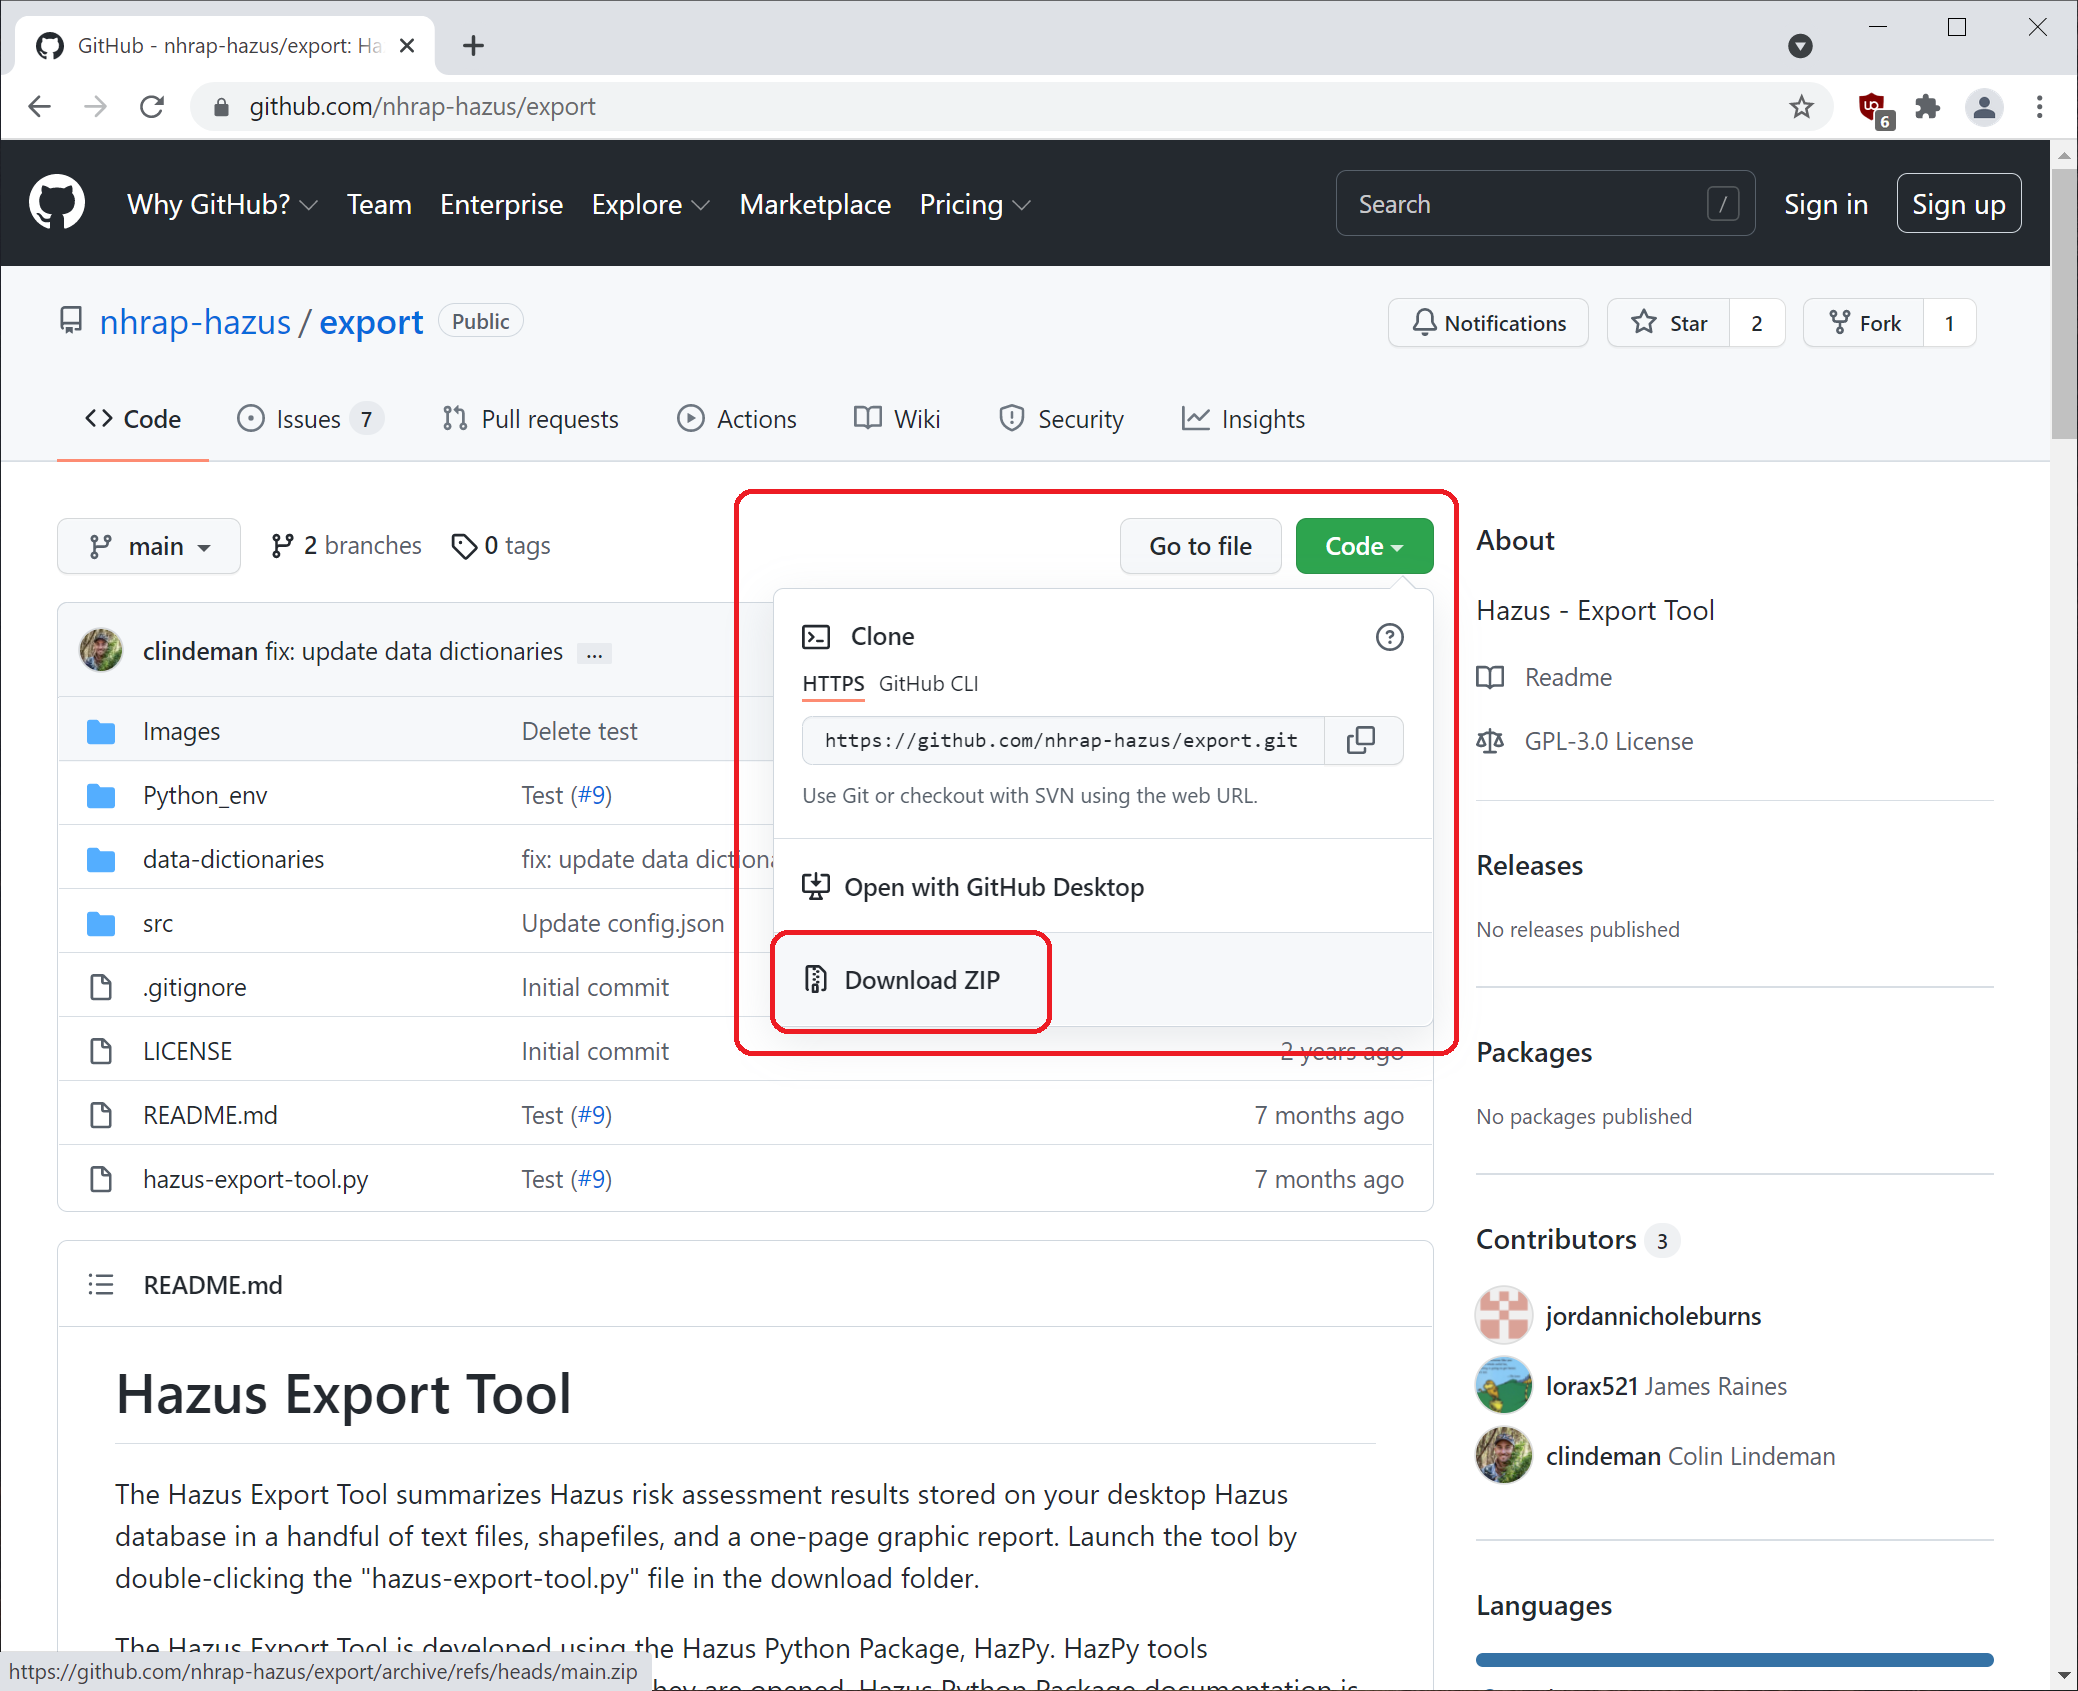 GitHub - nhrap-hazus/export: Ha
github.com/nhrap-hazus/export
6
Why GitHub? Team Enterprise Explore Marketplace Pricing Search / Sign in Sign up
nhrap-hazus / export Public Notifications Star 2 Fork 1
Code Issues 7 Pull requests Actions Wiki Security Insights
main 2 branches 0 tags Go to file Code
clindeman fix: update data dictionaries ...
Images Delete test
Python_env Test (#9)
data-dictionaries fix: update data dictiona
src Update config.json
.gitignore Initial commit
LICENSE Initial commit 2 years ago
README.md Test (#9) 7 months ago
hazus-export-tool.py Test (#9) 7 months ago
Clone ?
HTTPS GitHub CLI
https://github.com/nhrap-hazus/export.git
Use Git or checkout with SVN using the web URL.
Open with GitHub Desktop
Download ZIP
README.md
Hazus Export Tool
The Hazus Export Tool summarizes Hazus risk assessment results stored on your desktop Hazus
database in a handful of text files, shapefiles, and a one-page graphic report. Launch the tool by
double-clicking the "hazus-export-tool.py" file in the download folder.
The Hazus Export Tool is developed using the Hazus Python Package, HazPy. HazPy tools
hey are opened. Hazus Python Package documentation is
https://github.com/nhrap-hazus/export/archive/refs/heads/main.zip
About
Hazus - Export Tool
Readme
GPL-3.0 License
Releases
No releases published
Packages
No packages published
Contributors 3
jordannicholeburns
lorax521 James Raines
clindeman Colin Lindeman
Languages